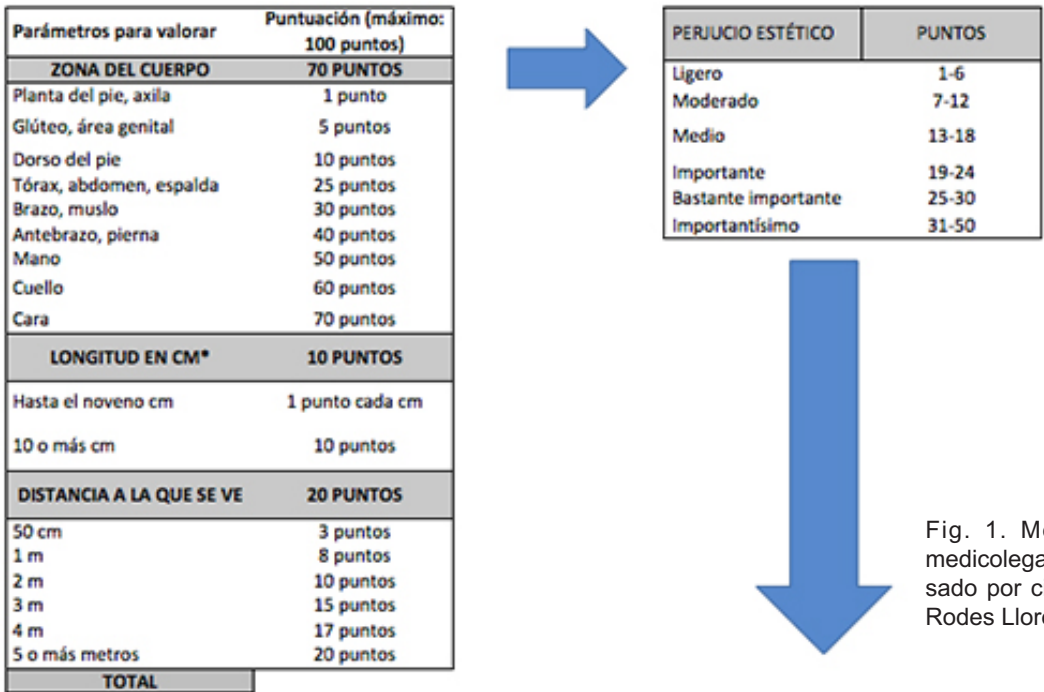 Parámetros para valorar Puntuación (máximo: 100 puntos)
ZONA DEL CUERPO 70 PUNTOS
Planta del pie, axila 1 punto
Glúteo, área genital 5 puntos
Dorso del pie 10 puntos
Tórax, abdomen, espalda 25 puntos
Brazo, muslo 30 puntos
Antebrazo, pierna 40 puntos
Mano 50 puntos
Cuello 60 puntos
Cara 70 puntos
LONGITUD EN CM* 10 PUNTOS
Hasta el noveno cm 1 punto cada cm
10 o más cm 10 puntos
DISTANCIA A LA QUE SE VE 20 PUNTOS
50 cm 3 puntos
1 m 8 puntos
2 m 10 puntos
3 m 15 puntos
4 m 17 puntos
5 o más metros 20 puntos
TOTAL
PERJUCIO ESTÉTICO PUNTOS
Ligero 1-6
Moderado 7-12
Medio 13-18
Importante 19-24
Bastante importante 25-30
Importantísimo 31-50
Fig. 1.
medicolega
sado por
Rodes Llore